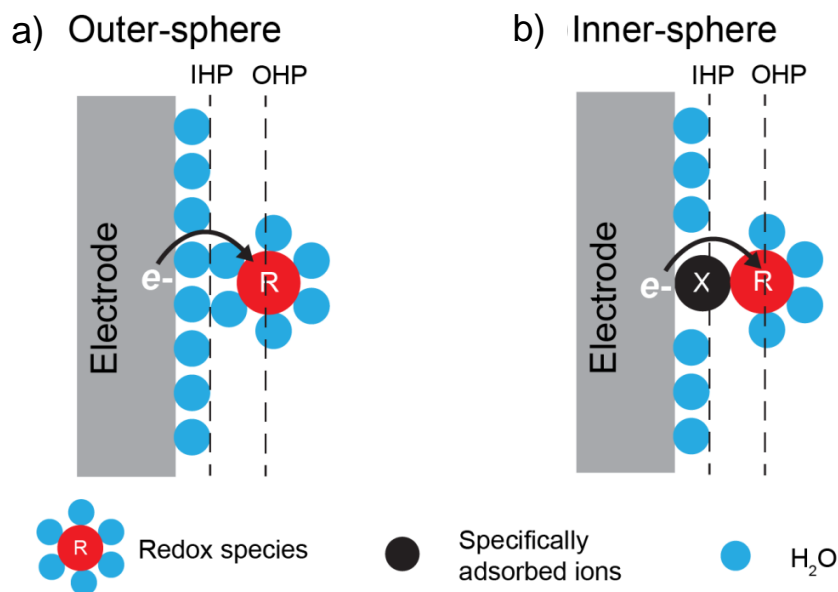 a) Outer-sphere
IHP OHP
Electrode
e-
R
b) Inner-sphere
IHP OHP
Electrode
e-
X
R
R
Redox species
Specifically
adsorbed ions
H₂O